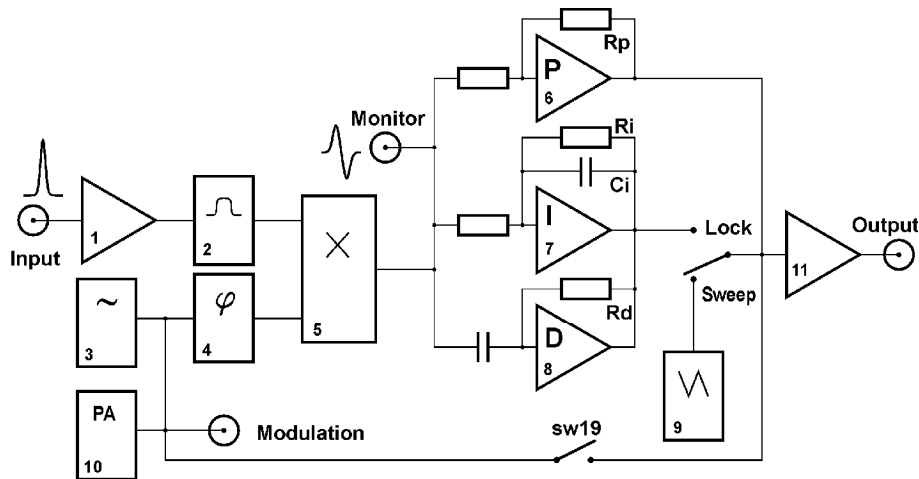 Rp
P
6
Monitor
Ri
Ci
I
7
Lock
Output
1
2
Input
~
3
φ
4
×
5
Sweep
11
Rd
D
8
PA
10
Modulation
sw19
9